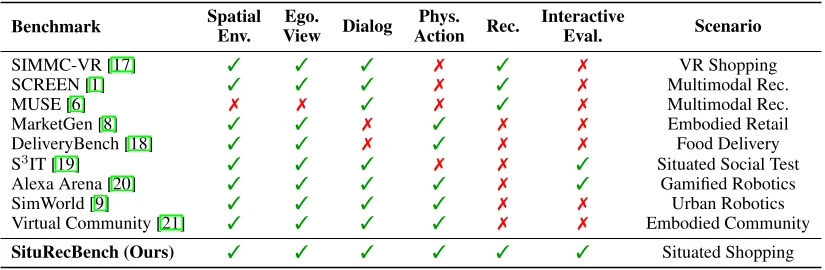 Benchmark Spatial Env. Ego. View Dialog Phys. Action Rec. Interactive Eval. Scenario
SIMMC-VR [17] ✓ ✓ ✓ ✗ ✓ ✗ VR Shopping
SCREEN [1] ✓ ✓ ✓ ✗ ✓ ✗ Multimodal Rec.
MUSE [6] ✗ ✗ ✓ ✗ ✓ ✗ Multimodal Rec.
MarketGen [8] ✓ ✓ ✗ ✓ ✗ ✗ Embodied Retail
DeliveryBench [18] ✓ ✓ ✗ ✓ ✗ ✗ Food Delivery
S³IT [19] ✓ ✓ ✓ ✗ ✗ ✓ Situated Social Test
Alexa Arena [20] ✓ ✓ ✓ ✓ ✗ ✓ Gamified Robotics
SimWorld [9] ✓ ✓ ✓ ✓ ✗ ✗ Urban Robotics
Virtual Community [21] ✓ ✓ ✓ ✓ ✗ ✗ Embodied Community
SituRecBench (Ours) ✓ ✓ ✓ ✓ ✓ ✓ Situated Shopping